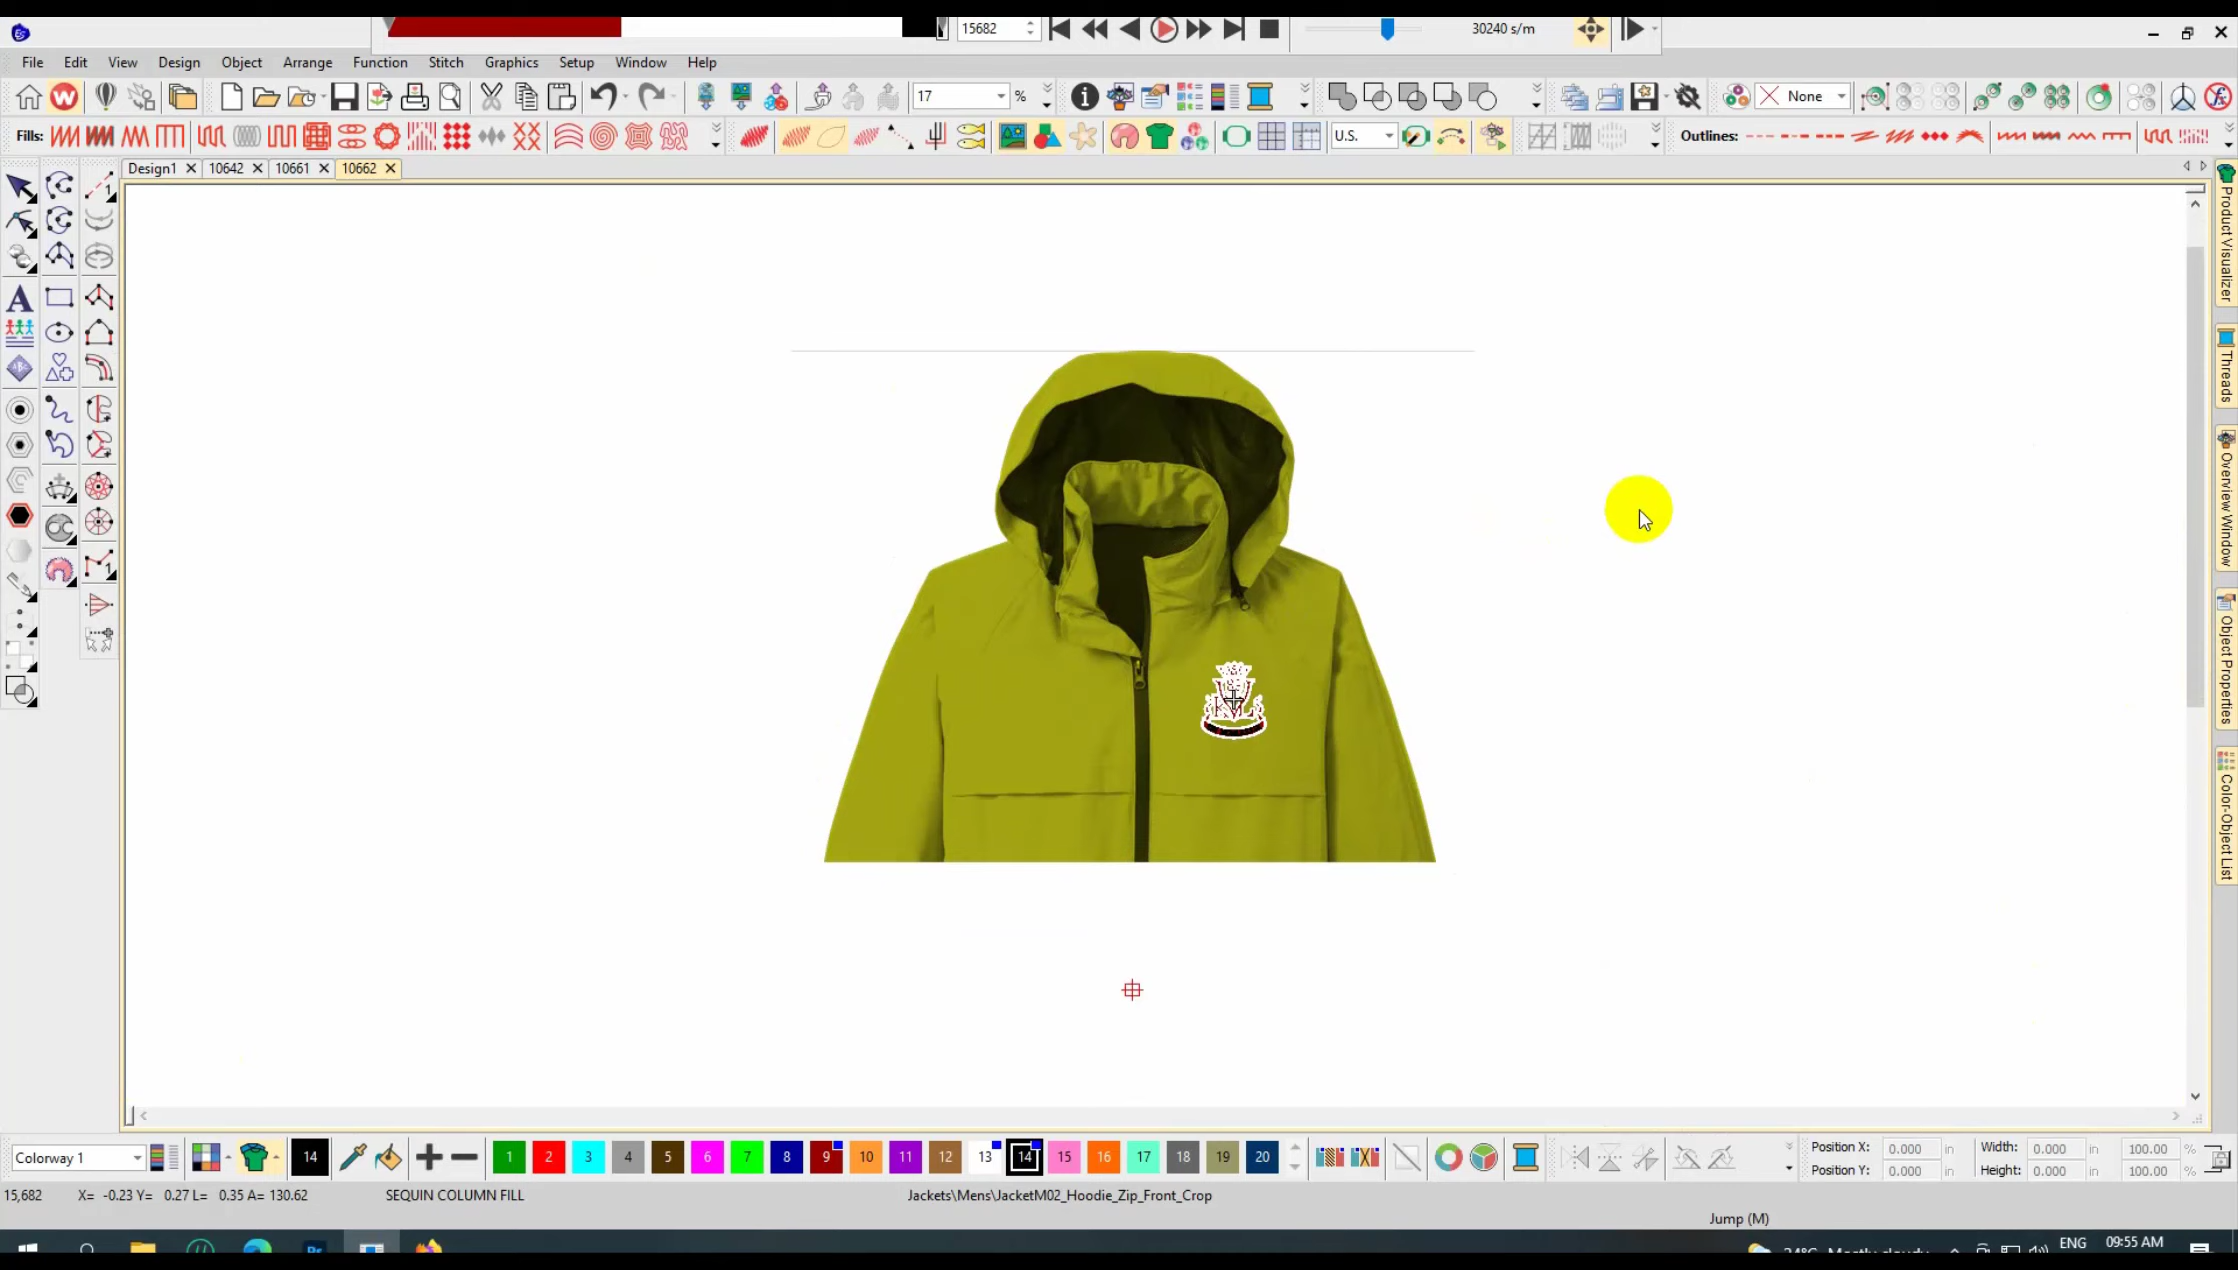 15682
30240 s/m
File Edit View Design Object Arrange Function Stitch Graphics Setup Window Help
17 %
None
Fills:
U.S.
Outlines:
Design1 10642 10661 10662
Product Visualizer
Threads
Overview Window
Object Properties
Color-Object List
Colorway 1
14
1 2 3 4 5 6 7 8 9 10 11 12 13 14 15 16 17 18 19 20
Position X: 0.000 in Width: 0.000 in 100.00 %
Position Y: 0.000 in Height: 0.000 in 100.00 %
15,682 X= -0.23 Y= 0.27 L= 0.35 A= 130.62 SEQUIN COLUMN FILL Jackets\Mens\JacketM02_Hoodie_Zip_Front_Crop
Jump (M)
24°C Mostly cloudy ENG 09:55 AM